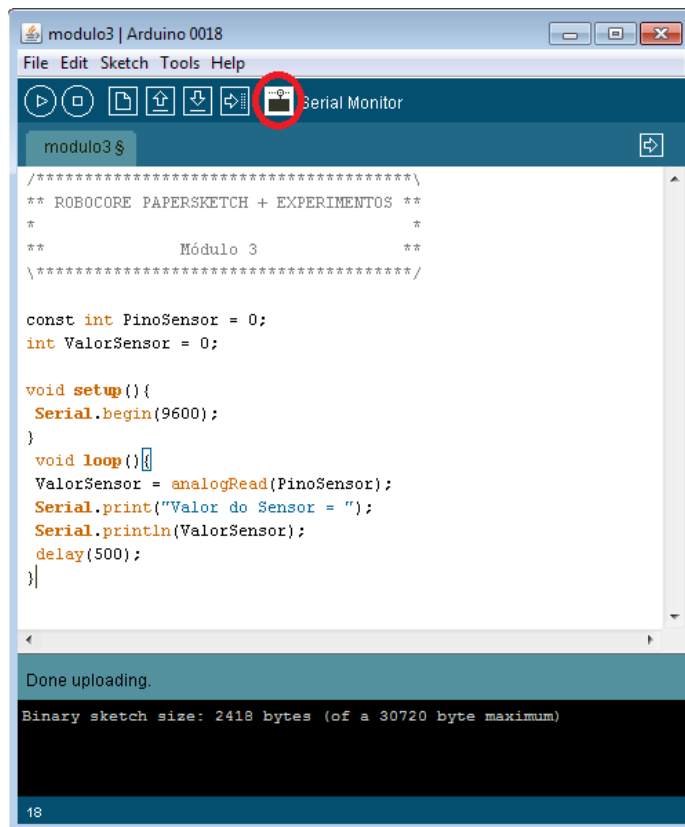 modulo3 | Arduino 0018
File Edit Sketch Tools Help
Serial Monitor
modulo3 §
/***************************************\
** ROBOCORE PAPERSKETCH + EXPERIMENTOS **
*                                       *
**              Módulo 3                **
\***************************************/
const int PinoSensor = 0;
int ValorSensor = 0;
void setup(){
Serial.begin(9600);
}
void loop(){
ValorSensor = analogRead(PinoSensor);
Serial.print("Valor do Sensor = ");
Serial.println(ValorSensor);
delay(500);
}
Done uploading.
Binary sketch size: 2418 bytes (of a 30720 byte maximum)
18